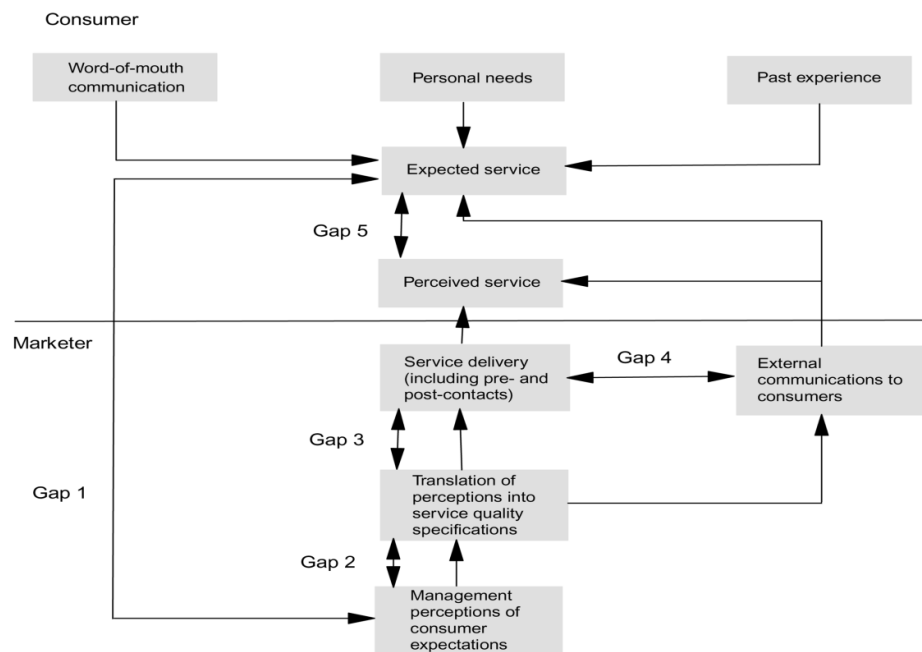 Consumer
Word-of-mouth
communication
Personal needs
Past experience
Expected service
Gap 5
Perceived service
Marketer
Service delivery
(including pre- and
post-contacts)
Gap 4
External
communications to
consumers
Gap 3
Gap 1
Translation of
perceptions into
service quality
specifications
Gap 2
Management
perceptions of
consumer
expectations